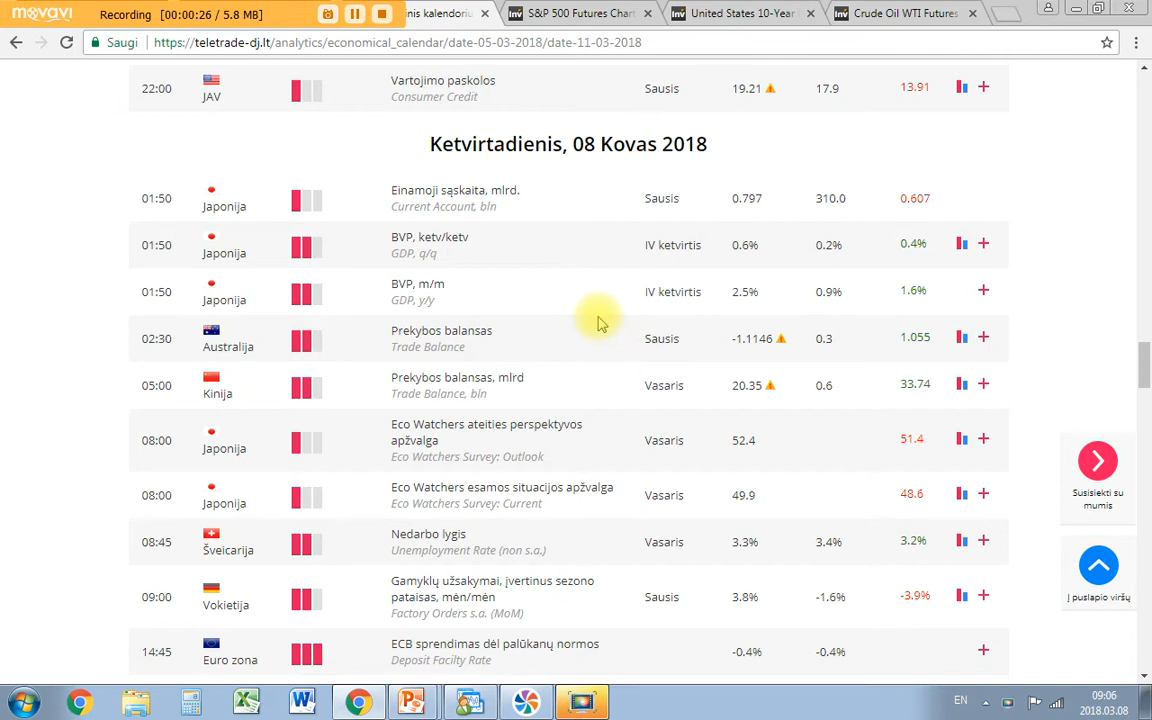 movavi Recording [00:00:26 / 5.8 MB] inis kalendoriu S&P 500 Futures Chart United States 10-Year Crude Oil WTI Futures
Saugi https://teletrade-dj.lt/analytics/economical_calendar/date-05-03-2018/date-11-03-2018
22:00 JAV Vartojimo paskolos Sausis 19.21 17.9 13.91
Consumer Credit
Ketvirtadienis, 08 Kovas 2018
01:50 Japonija Einamoji sąskaita, mlrd. Sausis 0.797 310.0 0.607
Current Account, bln
01:50 Japonija BVP, ketv/ketv IV ketvirtis 0.6% 0.2% 0.4%
GDP, q/q
01:50 Japonija BVP, m/m IV ketvirtis 2.5% 0.9% 1.6%
GDP, y/y
02:30 Australija Prekybos balansas Sausis -1.1146 0.3 1.055
Trade Balance
05:00 Kinija Prekybos balansas, mlrd Vasaris 20.35 0.6 33.74
Trade Balance, bln
08:00 Japonija Eco Watchers ateities perspektyvos Vasaris 52.4 51.4
apžvalga
Eco Watchers Survey: Outlook
08:00 Japonija Eco Watchers esamos situacijos apžvalga Vasaris 49.9 48.6
Eco Watchers Survey: Current
08:45 Šveicarija Nedarbo lygis Vasaris 3.3% 3.4% 3.2%
Unemployment Rate (non s.a.)
09:00 Vokietija Gamyklų užsakymai, įvertinus sezono Sausis 3.8% -1.6% -3.9%
pataisas, mėn/mėn
Factory Orders s.a. (MoM)
14:45 Euro zona ECB sprendimas dėl palūkanų normos -0.4% -0.4%
Deposit Facilty Rate
Susisiekti su
mumis
Į puslapio viršų
EN 09:06
2018.03.08